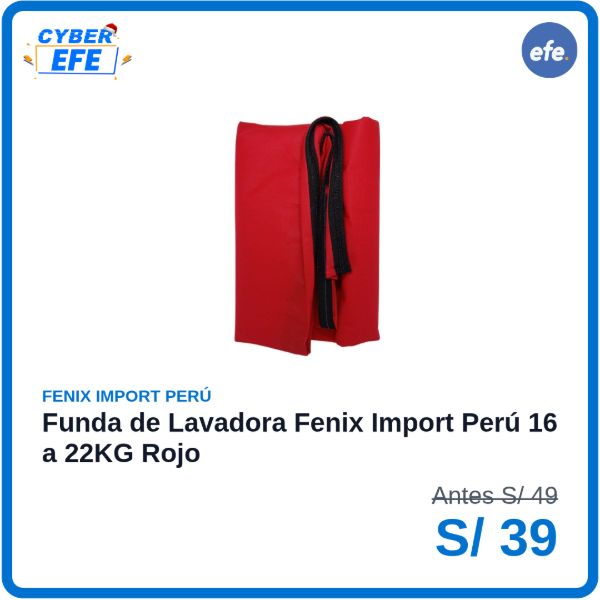 CYBER
EFE
efe.
FENIX IMPORT PERÚ
Funda de Lavadora Fenix Import Perú 16
a 22KG Rojo
Antes S/ 49
S/ 39